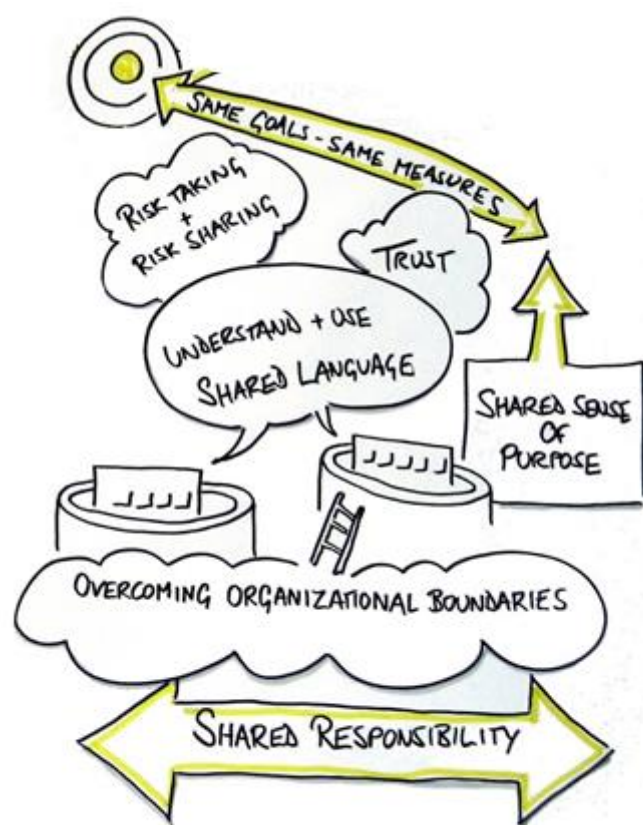 SAME GOALS - SAME MEASURES
RISK TAKING
+
RISK SHARING
TRUST
UNDERSTAND + USE
SHARED LANGUAGE
SHARED SENSE
OF
PURPOSE
OVERCOMING ORGANIZATIONAL BOUNDARIES
SHARED RESPONSIBILITY